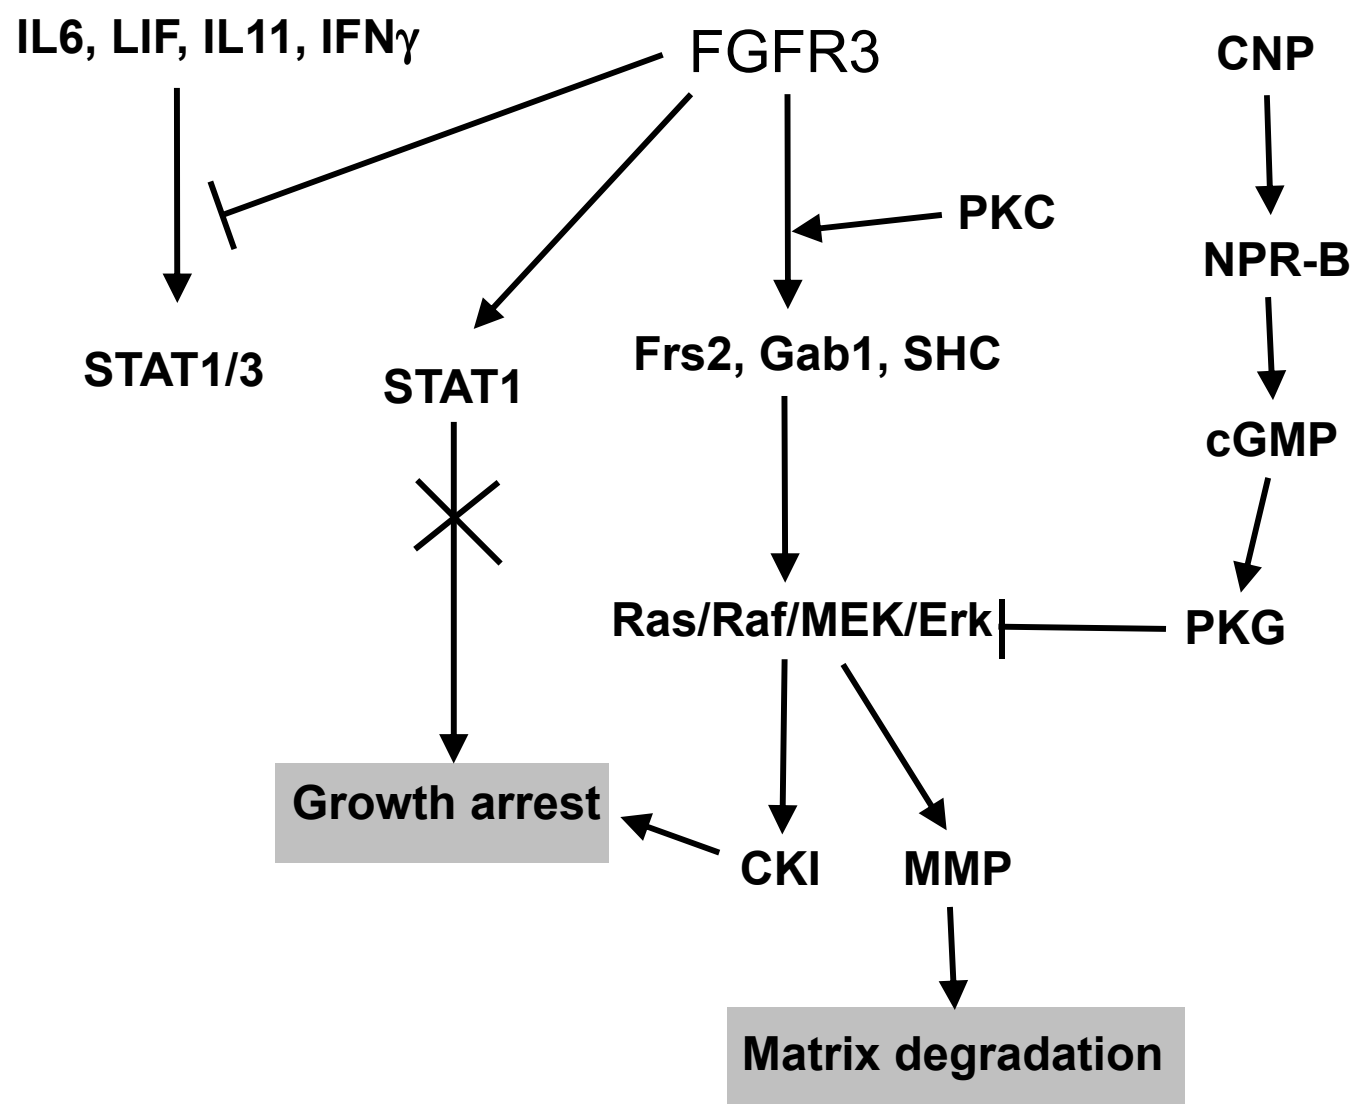 IL6, LIF, IL11, IFNγ
FGFR3
CNP
PKC
NPR-B
STAT1/3
STAT1
Frs2, Gab1, SHC
cGMP
Ras/Raf/MEK/Erk
PKG
Growth arrest
CKI
MMP
Matrix degradation